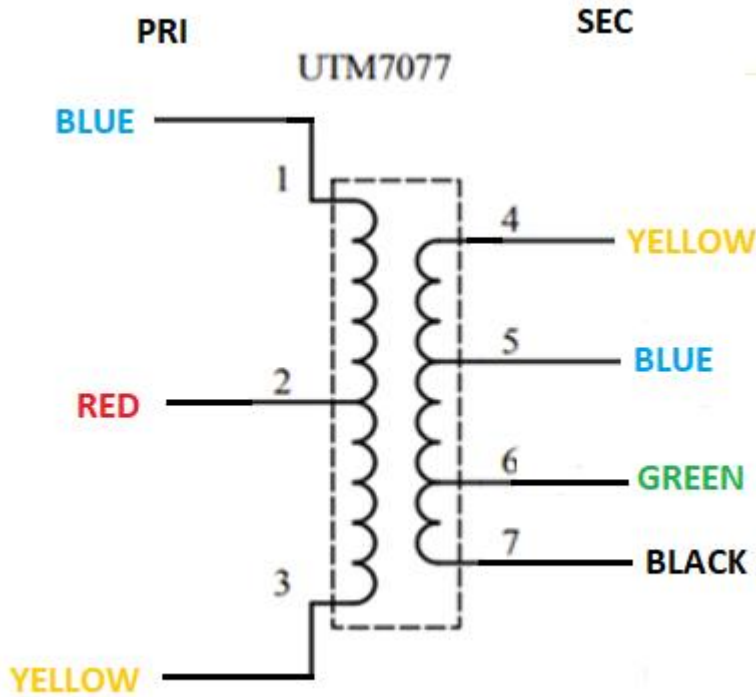 PRI
SEC
UTM7077
BLUE
1
4
YELLOW
5
BLUE
2
RED
6
GREEN
7
BLACK
3
YELLOW